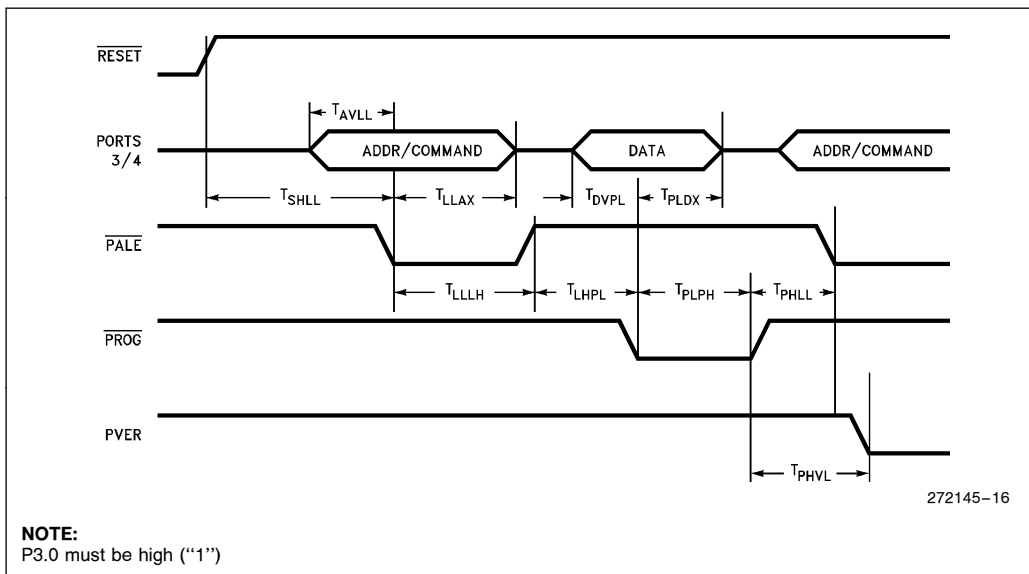 RESET
T_AVLL
PORTS
3/4
ADDR/COMMAND
DATA
ADDR/COMMAND
T_SHLL
T_LLAX
T_DVPL
T_PLDX
PALE
T_LLLH
T_LHPL
T_PLPH
T_PHLL
PROG
PVER
T_PHVL
272145-16
NOTE:
P3.0 must be high (“1”)